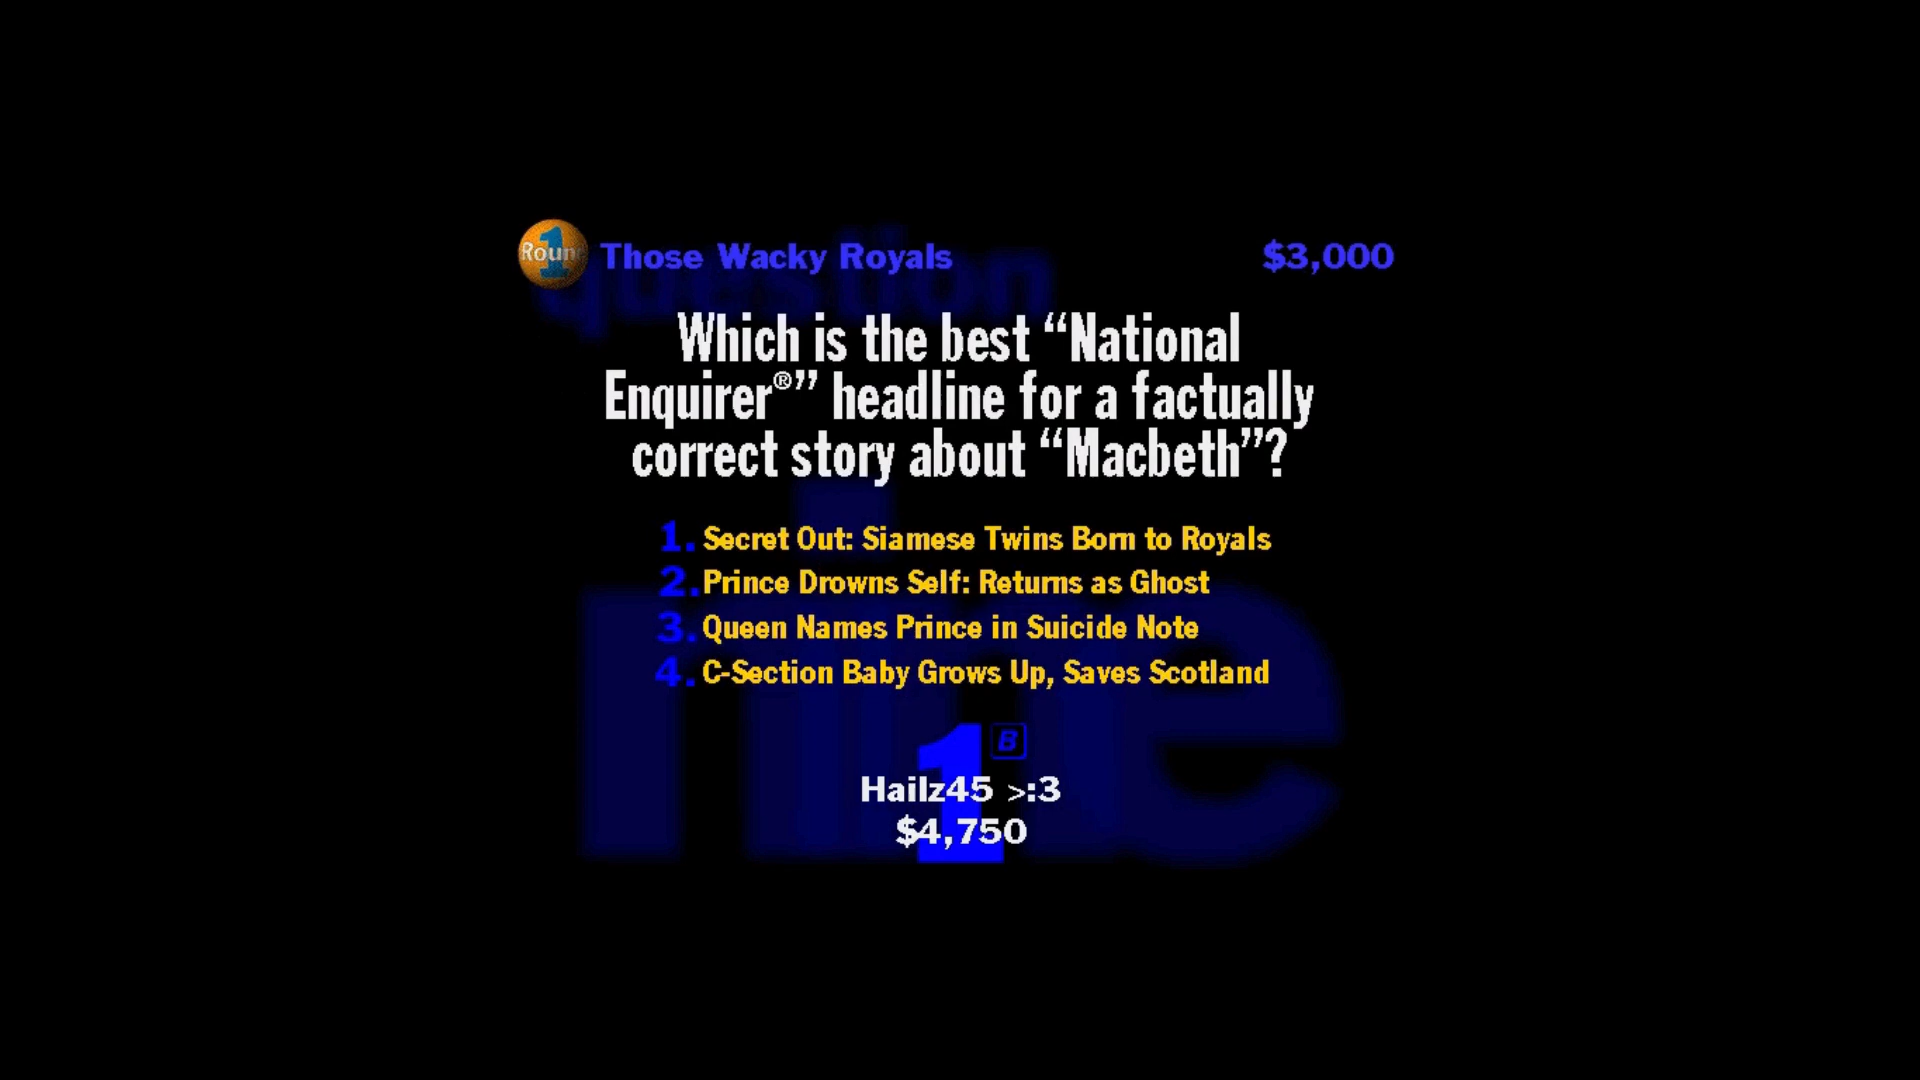 question
Round 1 Those Wacky Royals $3,000
Which is the best “National
Enquirer®” headline for a factually
correct story about “Macbeth”?
1. Secret Out: Siamese Twins Born to Royals
2. Prince Drowns Self: Returns as Ghost
3. Queen Names Prince in Suicide Note
4. C-Section Baby Grows Up, Saves Scotland
nine
1 B
Hailz45 >:3
$4,750